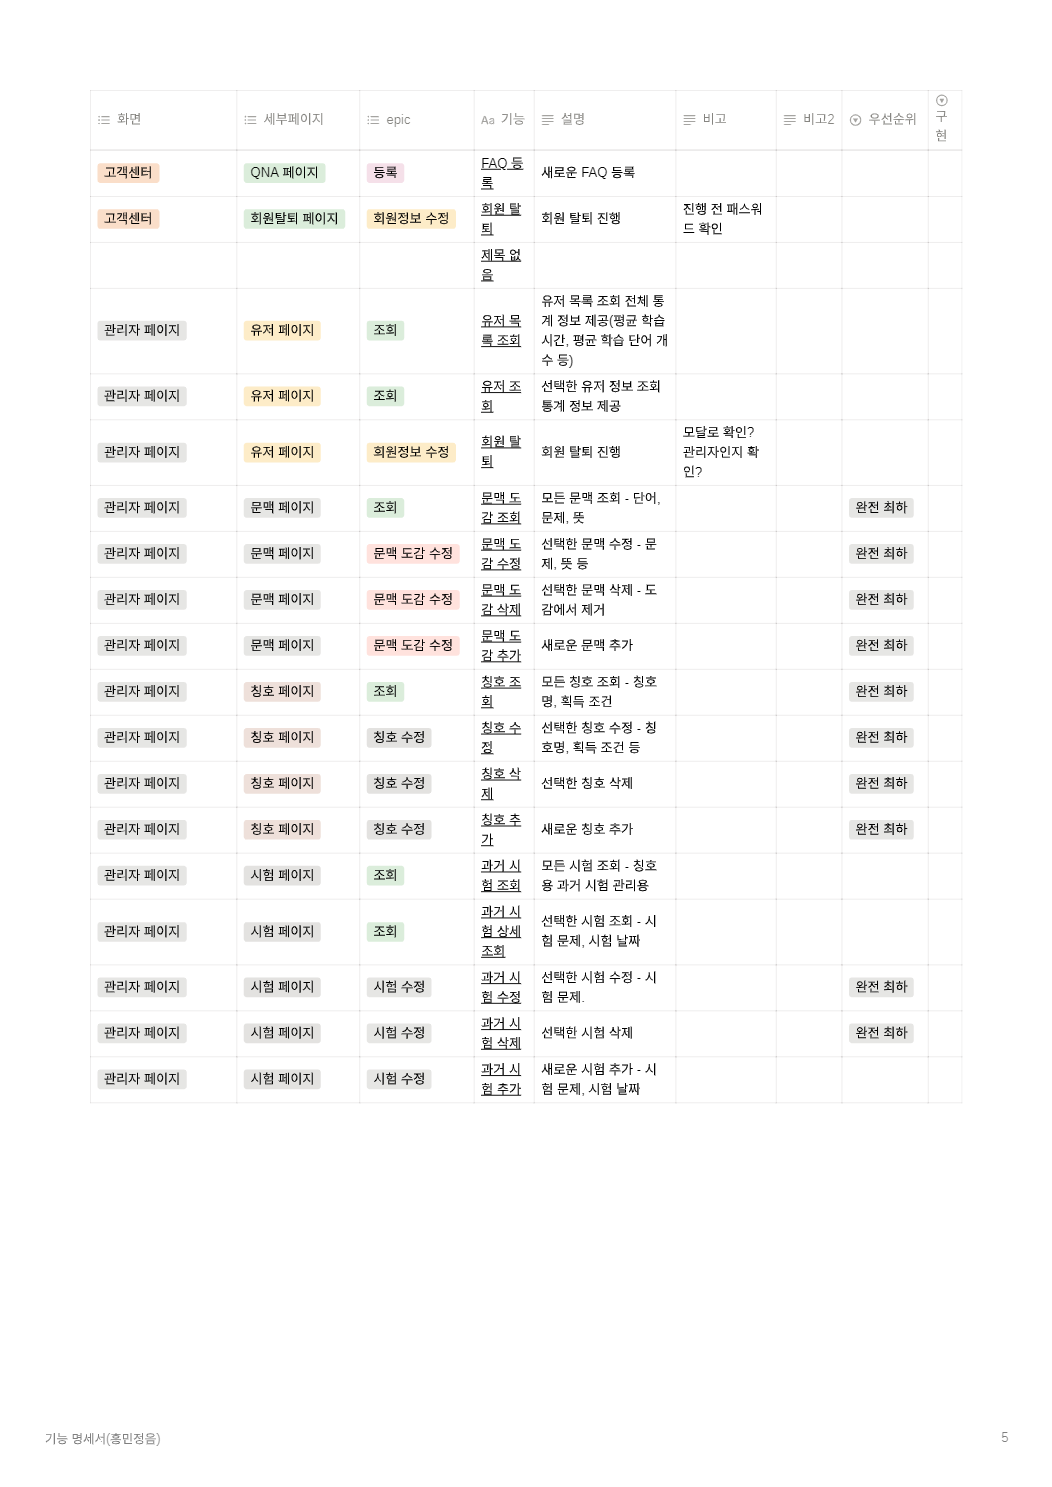 화면 세부페이지 epic Aa 기능 설명 비고 비고2 우선순위 구현
고객센터 QNA 페이지 등록 FAQ 등록 새로운 FAQ 등록
고객센터 회원탈퇴 페이지 회원정보 수정 회원 탈퇴 회원 탈퇴 진행 진행 전 패스워드 확인
제목 없음
관리자 페이지 유저 페이지 조회 유저 목록 조회 유저 목록 조회 전체 통계 정보 제공(평균 학습 시간, 평균 학습 단어 개수 등)
관리자 페이지 유저 페이지 조회 유저 조회 선택한 유저 정보 조회 통계 정보 제공
관리자 페이지 유저 페이지 회원정보 수정 회원 탈퇴 회원 탈퇴 진행 모달로 확인? 관리자인지 확인?
관리자 페이지 문맥 페이지 조회 문맥 도감 조회 모든 문맥 조회 - 단어, 문제, 뜻 완전 최하
관리자 페이지 문맥 페이지 문맥 도감 수정 문맥 도감 수정 선택한 문맥 수정 - 문제, 뜻 등 완전 최하
관리자 페이지 문맥 페이지 문맥 도감 수정 문맥 도감 삭제 선택한 문맥 삭제 - 도감에서 제거 완전 최하
관리자 페이지 문맥 페이지 문맥 도감 수정 문맥 도감 추가 새로운 문맥 추가 완전 최하
관리자 페이지 칭호 페이지 조회 칭호 조회 모든 칭호 조회 - 칭호명, 획득 조건 완전 최하
관리자 페이지 칭호 페이지 칭호 수정 칭호 수정 선택한 칭호 수정 - 칭호명, 획득 조건 등 완전 최하
관리자 페이지 칭호 페이지 칭호 수정 칭호 삭제 선택한 칭호 삭제 완전 최하
관리자 페이지 칭호 페이지 칭호 수정 칭호 추가 새로운 칭호 추가 완전 최하
관리자 페이지 시험 페이지 조회 과거 시험 조회 모든 시험 조회 - 칭호용 과거 시험 관리용
관리자 페이지 시험 페이지 조회 과거 시험 상세 조회 선택한 시험 조회 - 시험 문제, 시험 날짜
관리자 페이지 시험 페이지 시험 수정 과거 시험 수정 선택한 시험 수정 - 시험 문제. 완전 최하
관리자 페이지 시험 페이지 시험 수정 과거 시험 삭제 선택한 시험 삭제 완전 최하
관리자 페이지 시험 페이지 시험 수정 과거 시험 추가 새로운 시험 추가 - 시험 문제, 시험 날짜
기능 명세서(흥민정음) 5